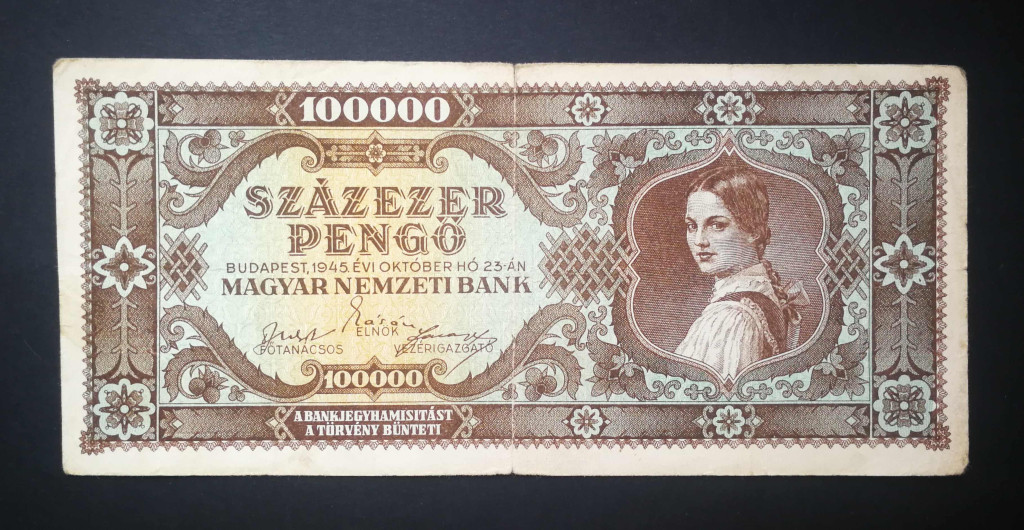 100000
SZÁZEZER
PENGŐ
BUDAPEST, 1945. ÉVI OKTÓBER HÓ 23-ÁN
MAGYAR NEMZETI BANK
ELNÖK
FŐTANÁCSOS VEZÉRIGAZGATÓ
100000
A BANKJEGYHAMISITÁST
A TÖRVÉNY BÜNTETI